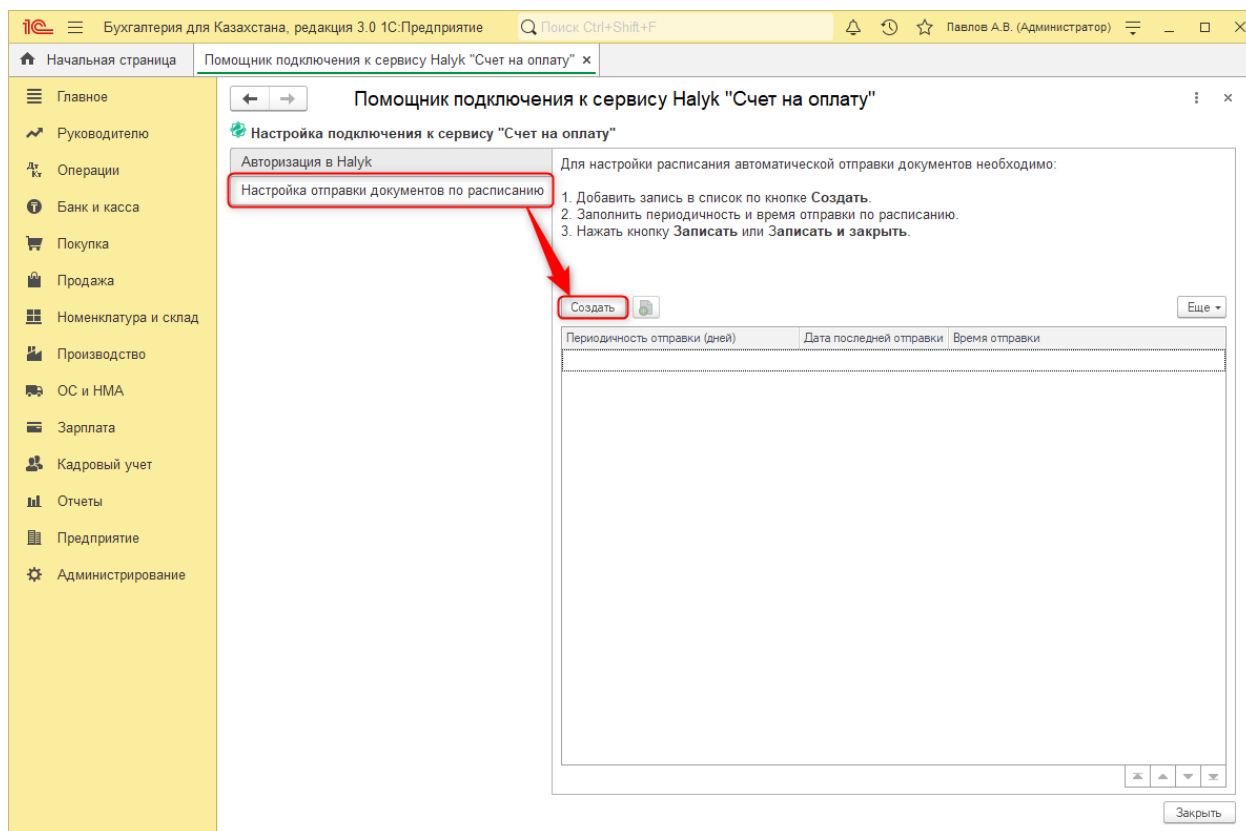 1С Бухгалтерия для Казахстана, редакция 3.0 1С:Предприятие Поиск Ctrl+Shift+F Павлов А.В. (Администратор)
Начальная страница Помощник подключения к сервису Halyk "Счет на оплату" ×
Главное
Руководителю
Дт Кт Операции
Банк и касса
Покупка
Продажа
Номенклатура и склад
Производство
ОС и НМА
Зарплата
Кадровый учет
Отчеты
Предприятие
Администрирование
Помощник подключения к сервису Halyk "Счет на оплату"
Настройка подключения к сервису "Счет на оплату"
Авторизация в Halyk
Настройка отправки документов по расписанию
Для настройки расписания автоматической отправки документов необходимо:
1. Добавить запись в список по кнопке Создать.
2. Заполнить периодичность и время отправки по расписанию.
3. Нажать кнопку Записать или Записать и закрыть.
Создать Еще
Периодичность отправки (дней) Дата последней отправки Время отправки
Закрыть